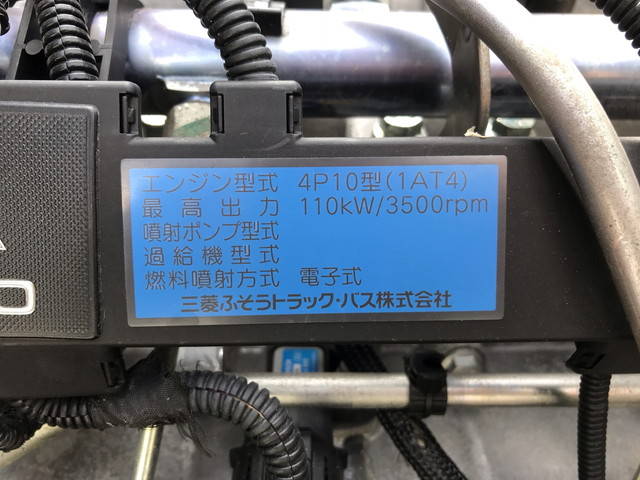 エンジン型式 4P10型(1AT4)
最高出力 110kW/3500rpm
噴射ポンプ型式
過給機型式
燃料噴射方式 電子式
三菱ふそうトラック・バス株式会社